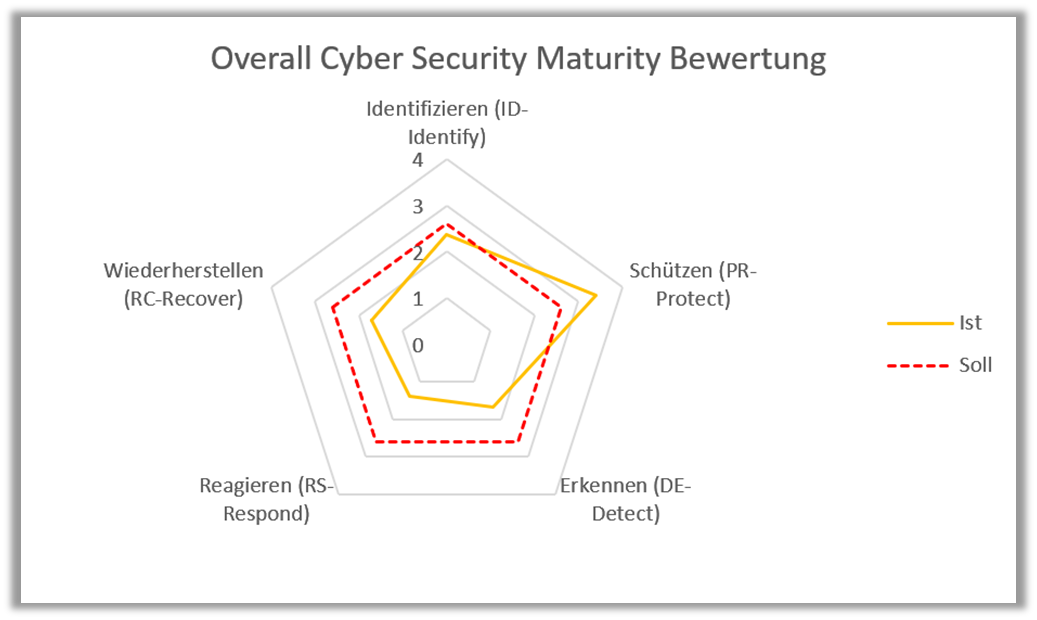 Overall Cyber Security Maturity Bewertung
Identifizieren (ID-
Identify)
4
3
2
1
0
Wiederherstellen
(RC-Recover)
Schützen (PR-
Protect)
Ist
Soll
Reagieren (RS-
Respond)
Erkennen (DE-
Detect)